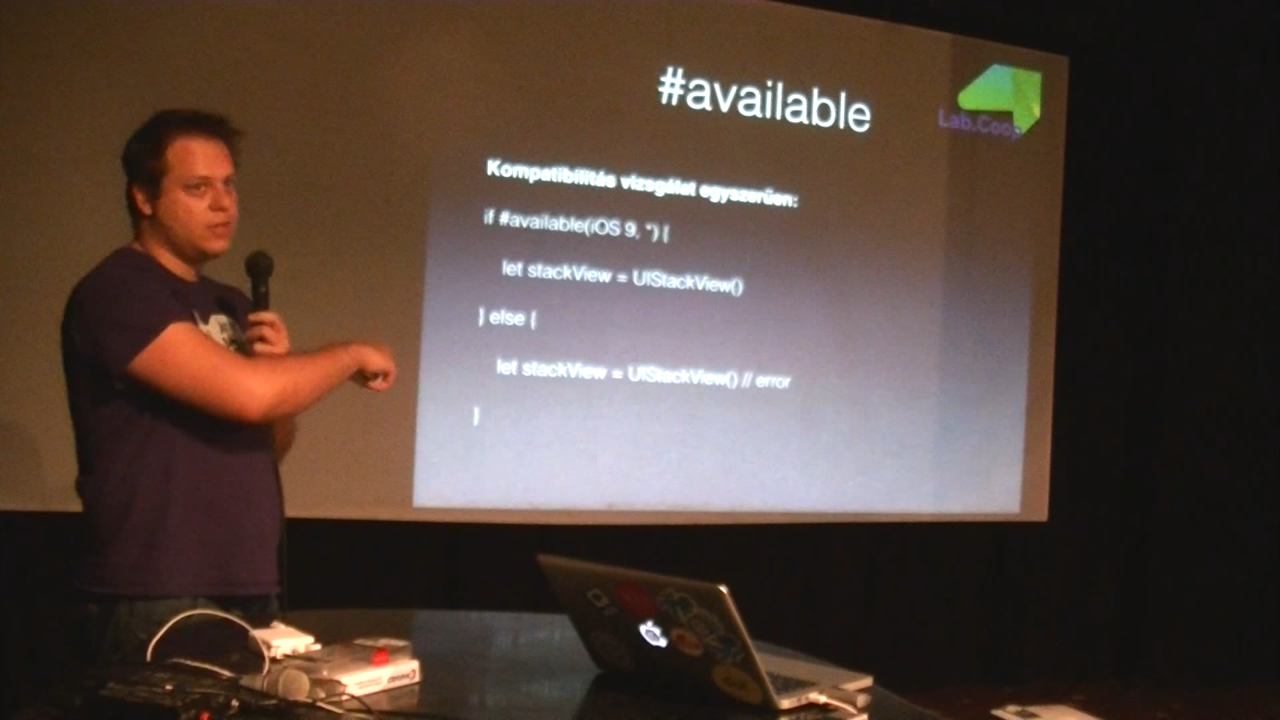 #available
Lab.Coop
Kompatibilitás vizsgálat egyszerűen:
if #available(iOS 9, *) {
let stackView = UIStackView()
} else {
let stackView = UIStackView() // error
}